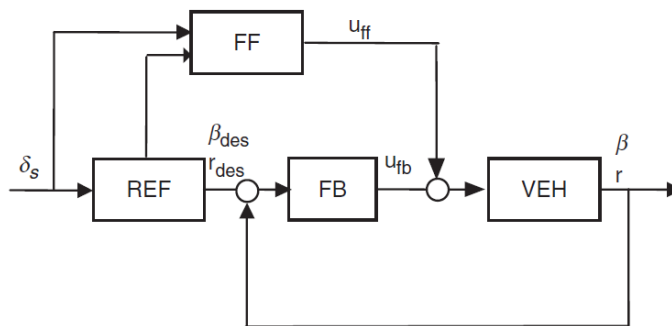 FF
u_ff
β_des
r_des
δ_s
REF
FB
u_fb
VEH
β
r